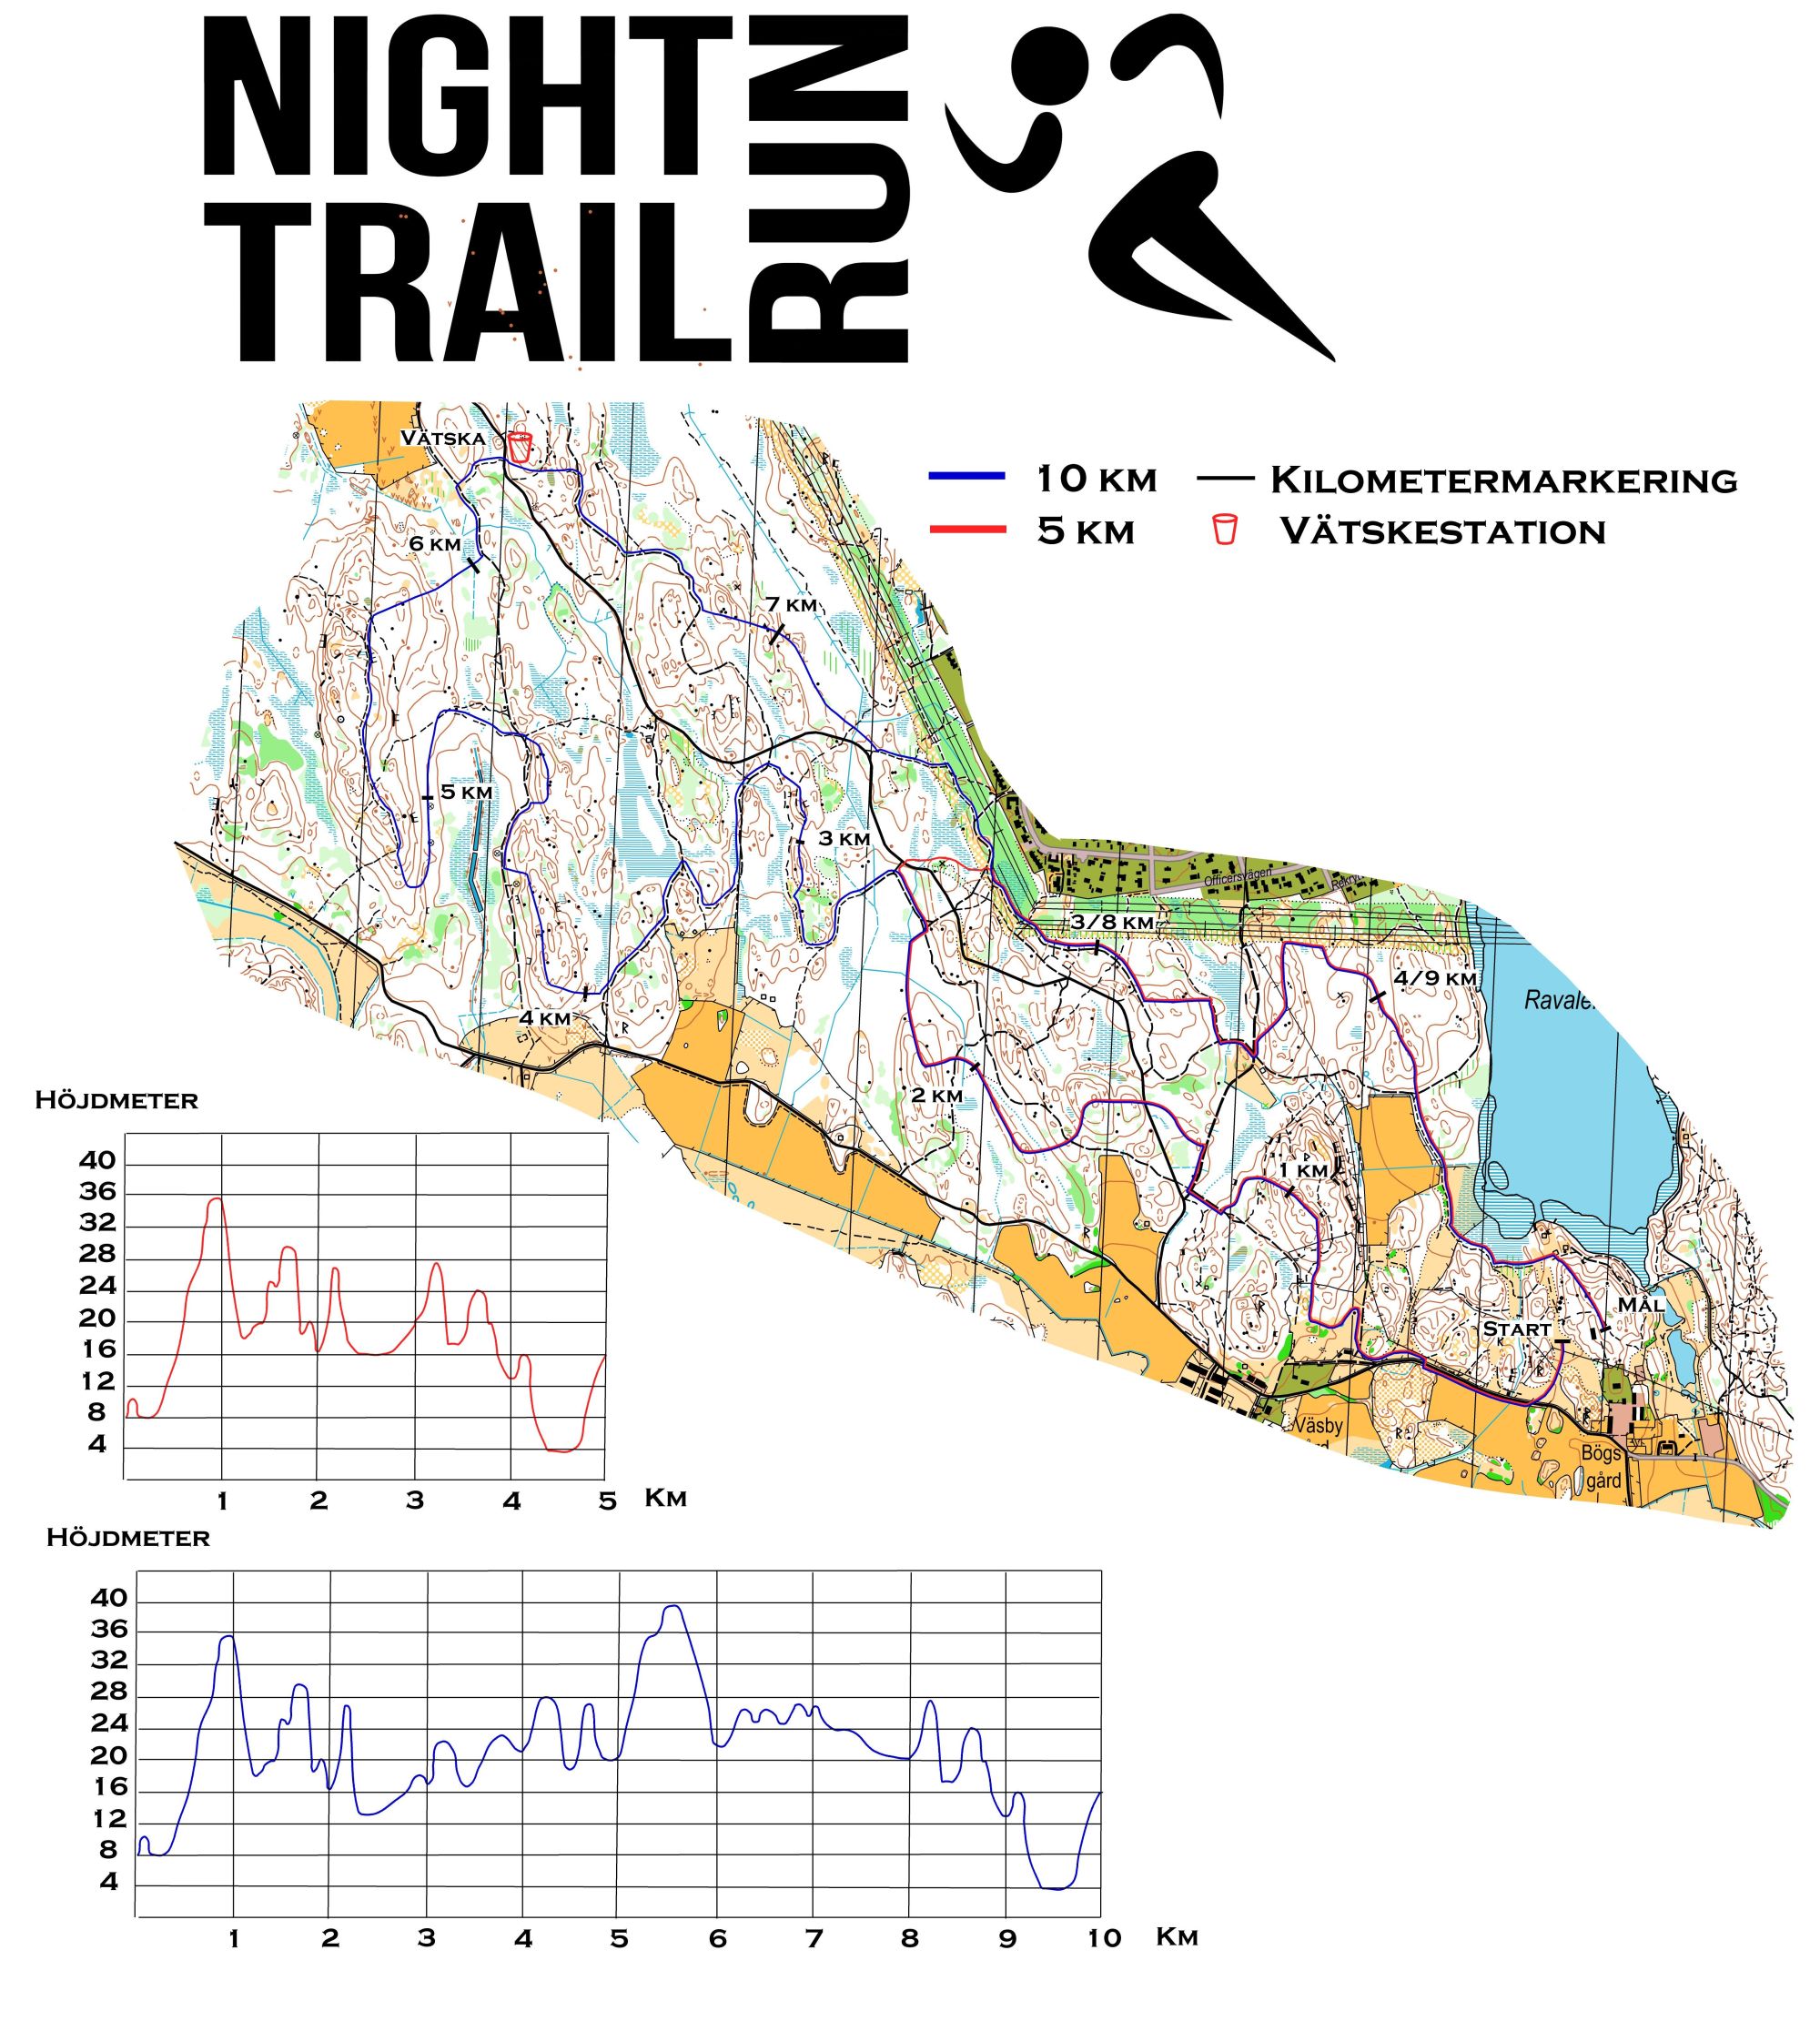 NIGHT
TRAIL
RUN
10 KM
KILOMETERMARKERING
5 KM
VÄTSKESTATION
VÄTSKA
6 KM
7 KM
5 KM
3 KM
Officersvägen
3/8 KM
4/9 KM
4 KM
2 KM
1 KM
MÅL
START
Väsby
Bögs
gård
HÖJDMETER
40
36
32
28
24
20
16
12
8
4
1 2 3 4 5 KM
HÖJDMETER
40
36
32
28
24
20
16
12
8
4
1 2 3 4 5 6 7 8 9 10 KM